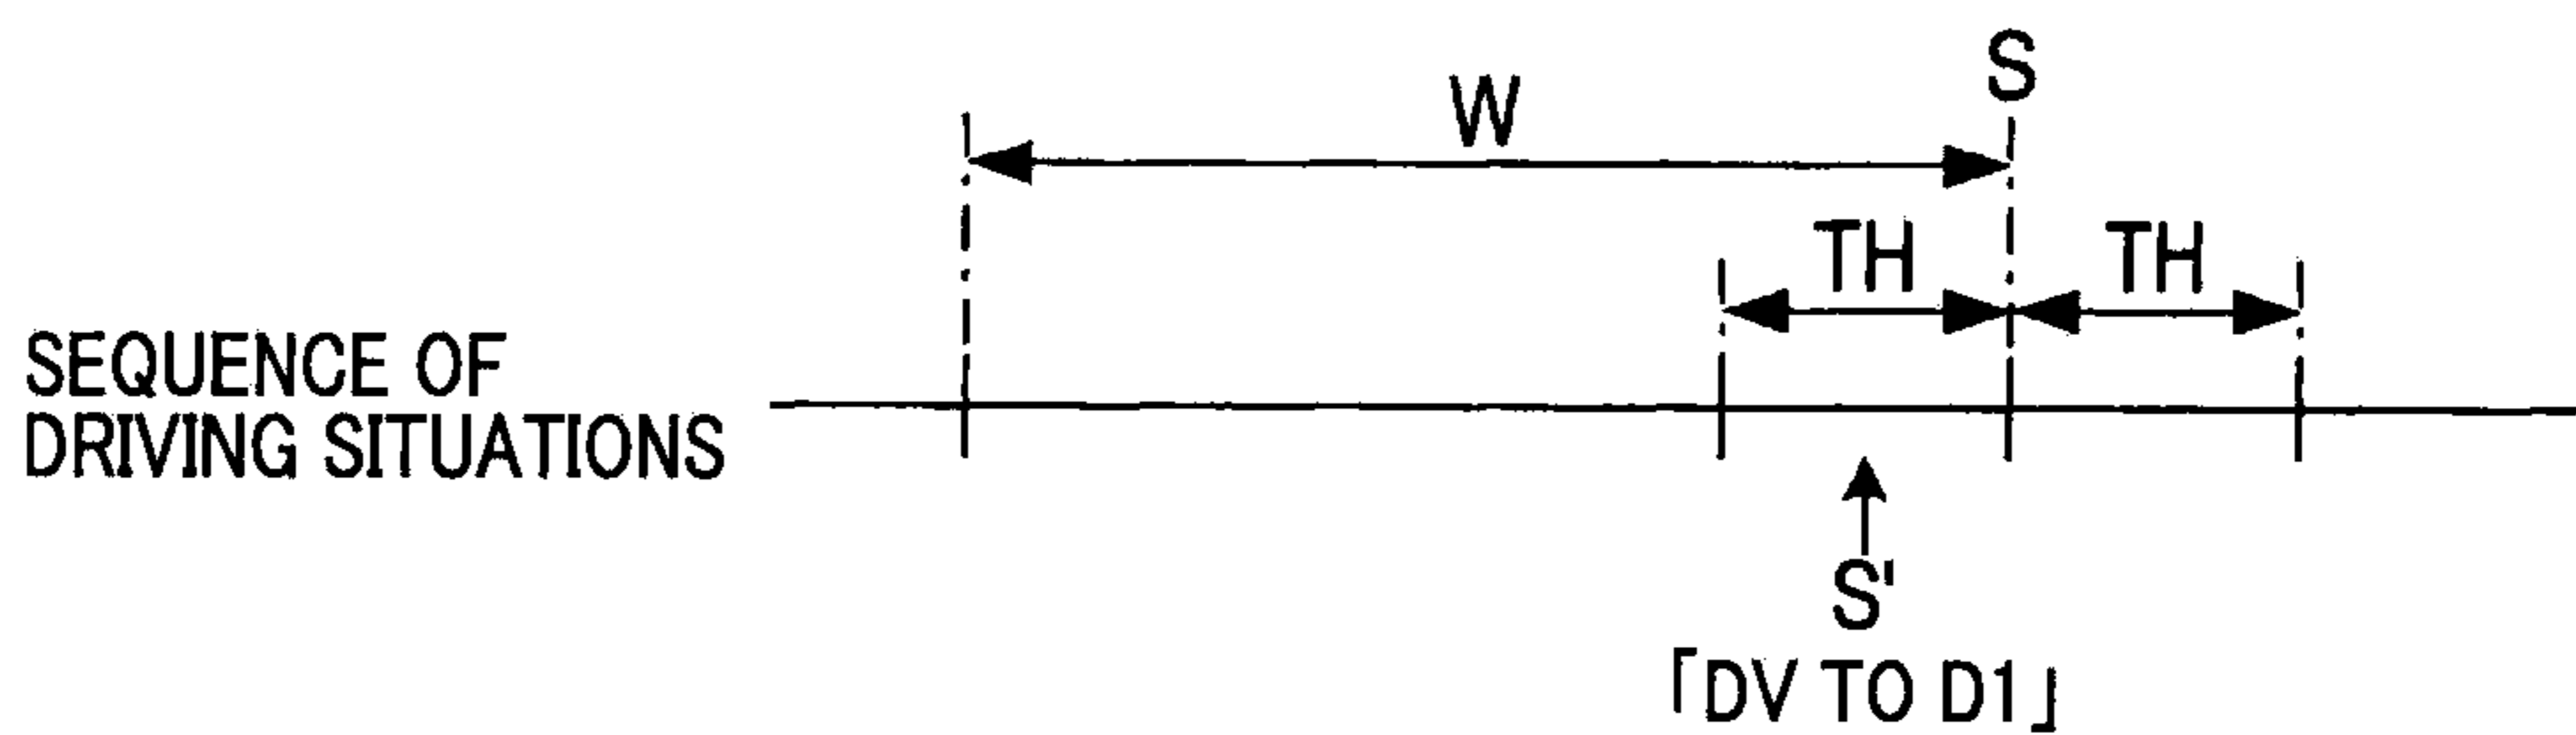 S
W
TH TH
SEQUENCE OF
DRIVING SITUATIONS
S'
「DV TO D1」